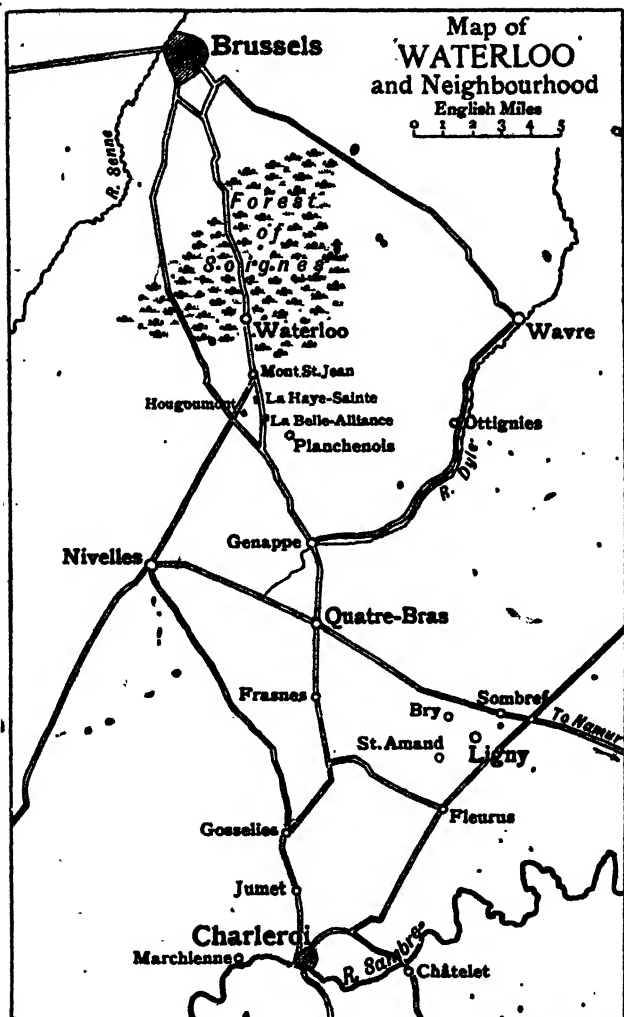 Map of
WATERLOO
and Neighbourhood
English Miles
0 1 2 3 4 5
Brussels
R. Senne
Forest
of
Soignes
Waterloo
Wavre
Mont St. Jean
La Haye-Sainte
Hougoumont
La Belle-Alliance
Planchenois
Ottignies
R. Dyle
Genappe
Nivelles
Quatre-Bras
Frasnes
Sombref
Bry
To Namur
St. Amand
Ligny
Gosselies
Fleurus
Jumet
Charleroi
Marchienne
R. Sambre
Châtelet